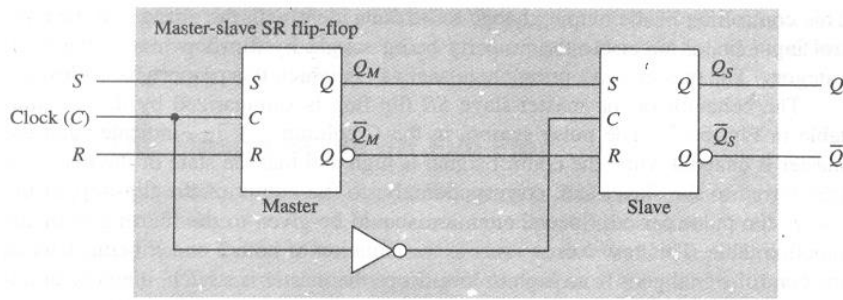 Master-slave SR flip-flop
S
Clock (C)
R
S
C
R
Q
Q
Master
Q_M
Q̅_M
S
C
R
Q
Q
Slave
Q_S
Q̅_S
Q
Q̅